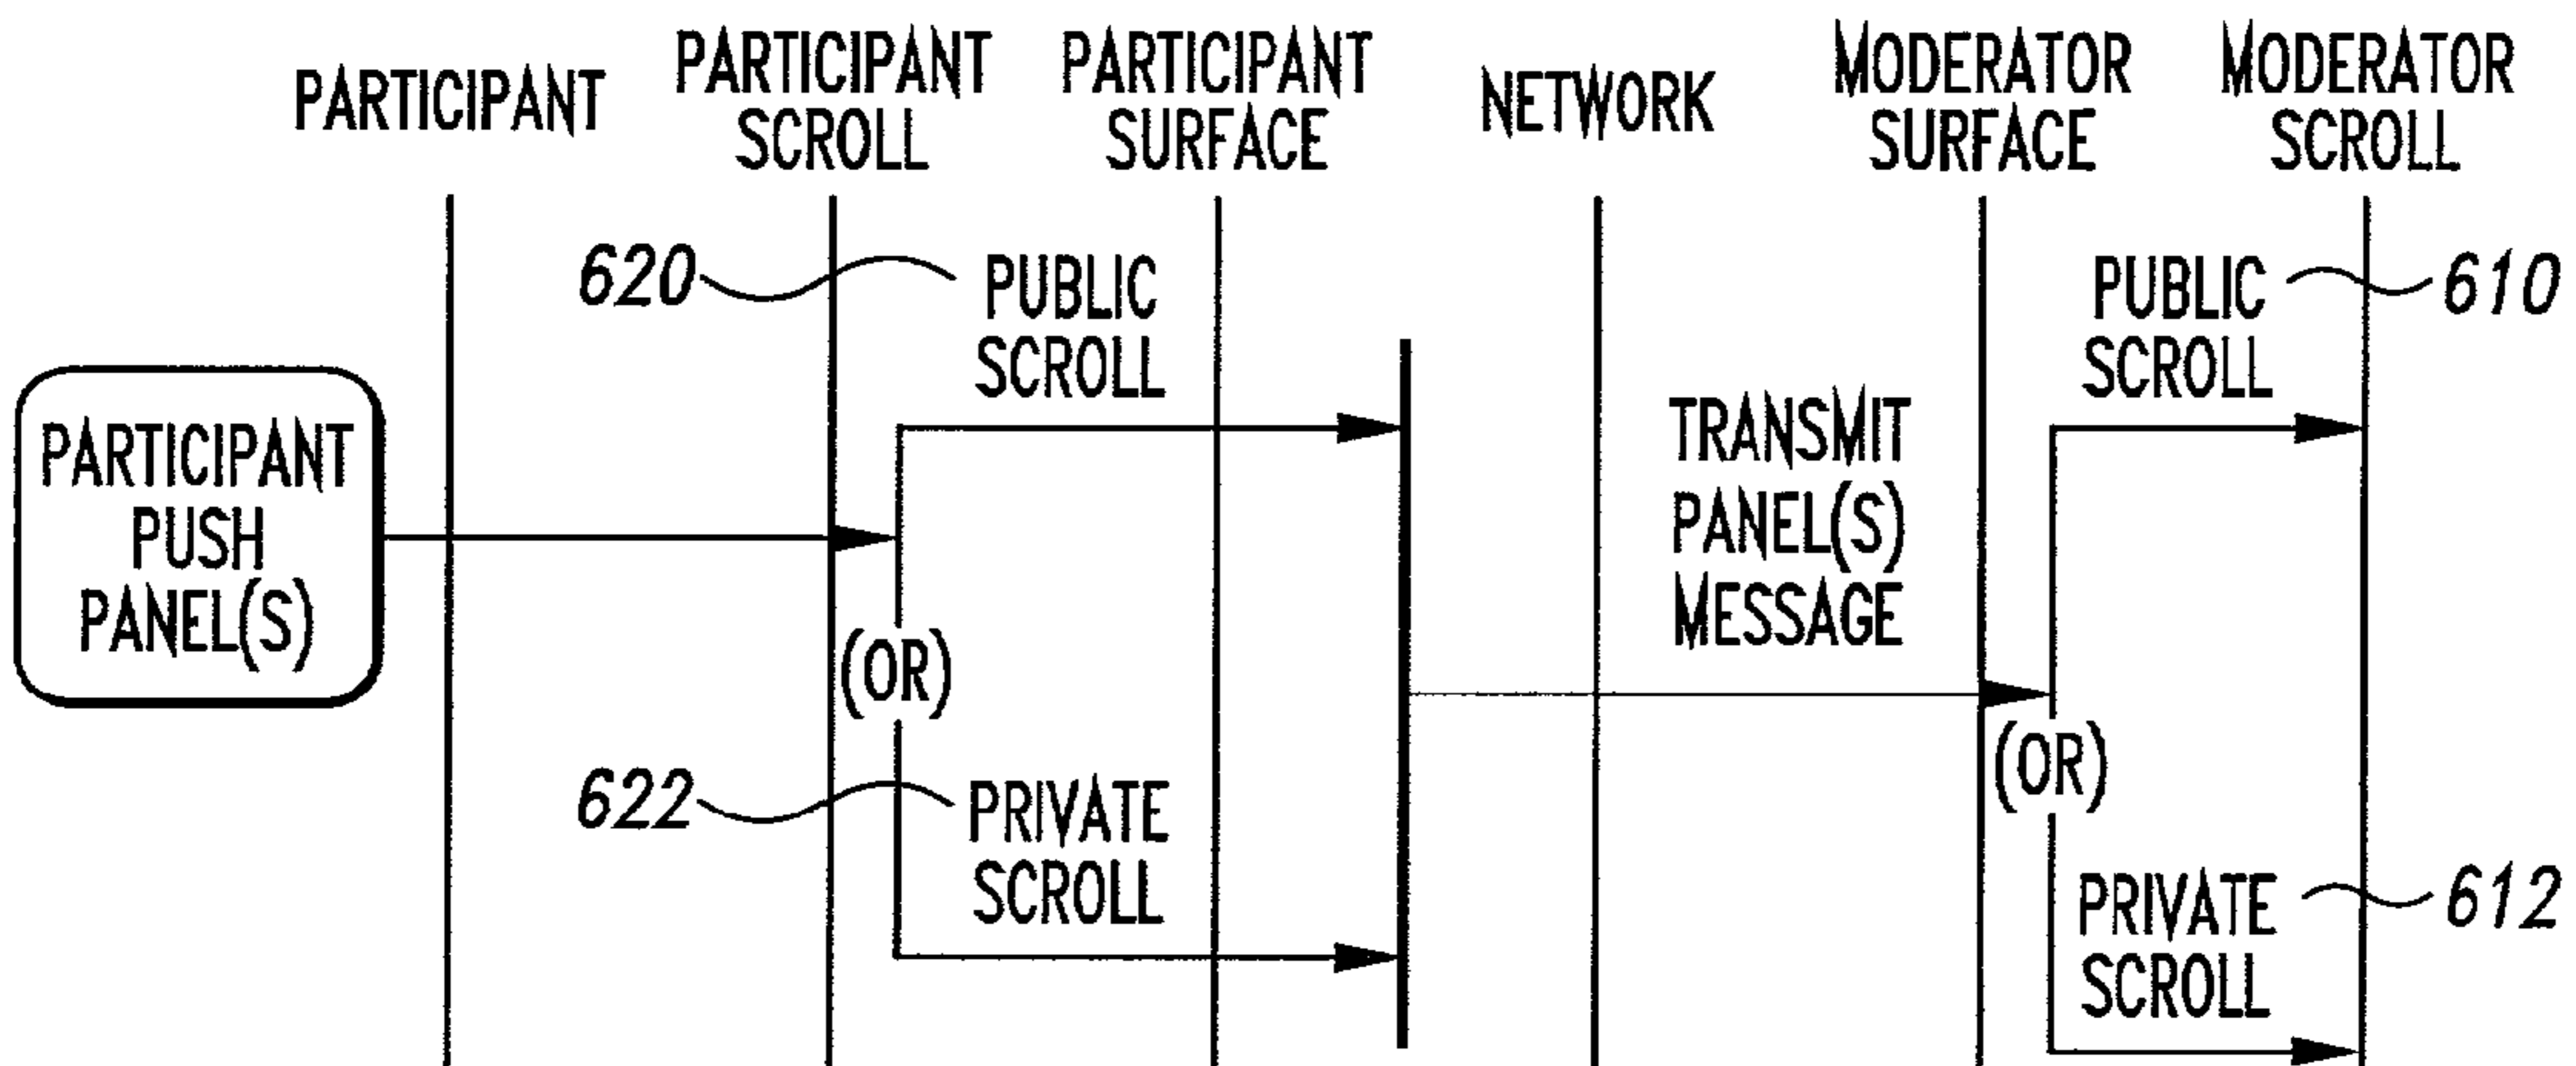 PARTICIPANT
PARTICIPANT
SCROLL
PARTICIPANT
SURFACE
NETWORK
MODERATOR
SURFACE
MODERATOR
SCROLL
620
PUBLIC
SCROLL
PUBLIC
SCROLL
610
PARTICIPANT
PUSH
PANEL(S)
TRANSMIT
PANEL(S)
MESSAGE
(OR)
(OR)
622
PRIVATE
SCROLL
PRIVATE
SCROLL
612